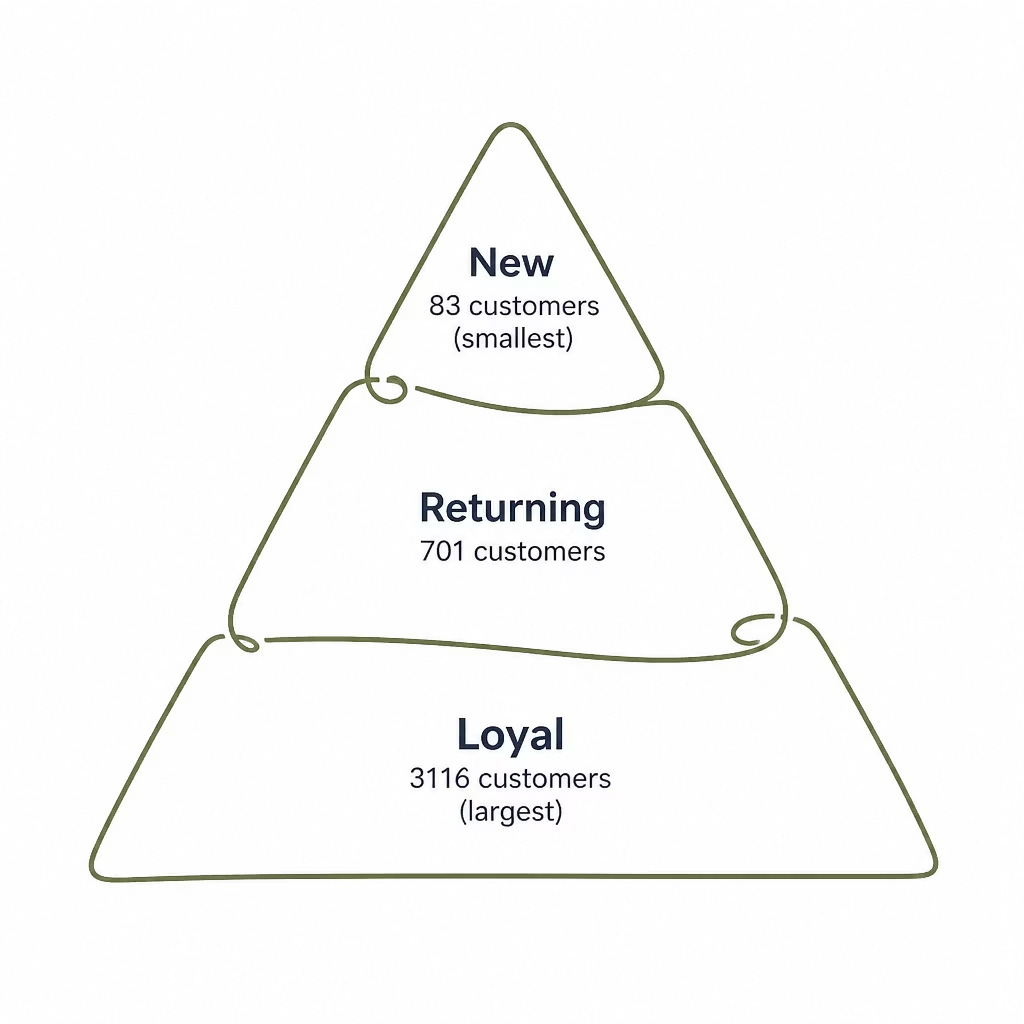 New
83 customers
(smallest)
Returning
701 customers
Loyal
3116 customers
(largest)